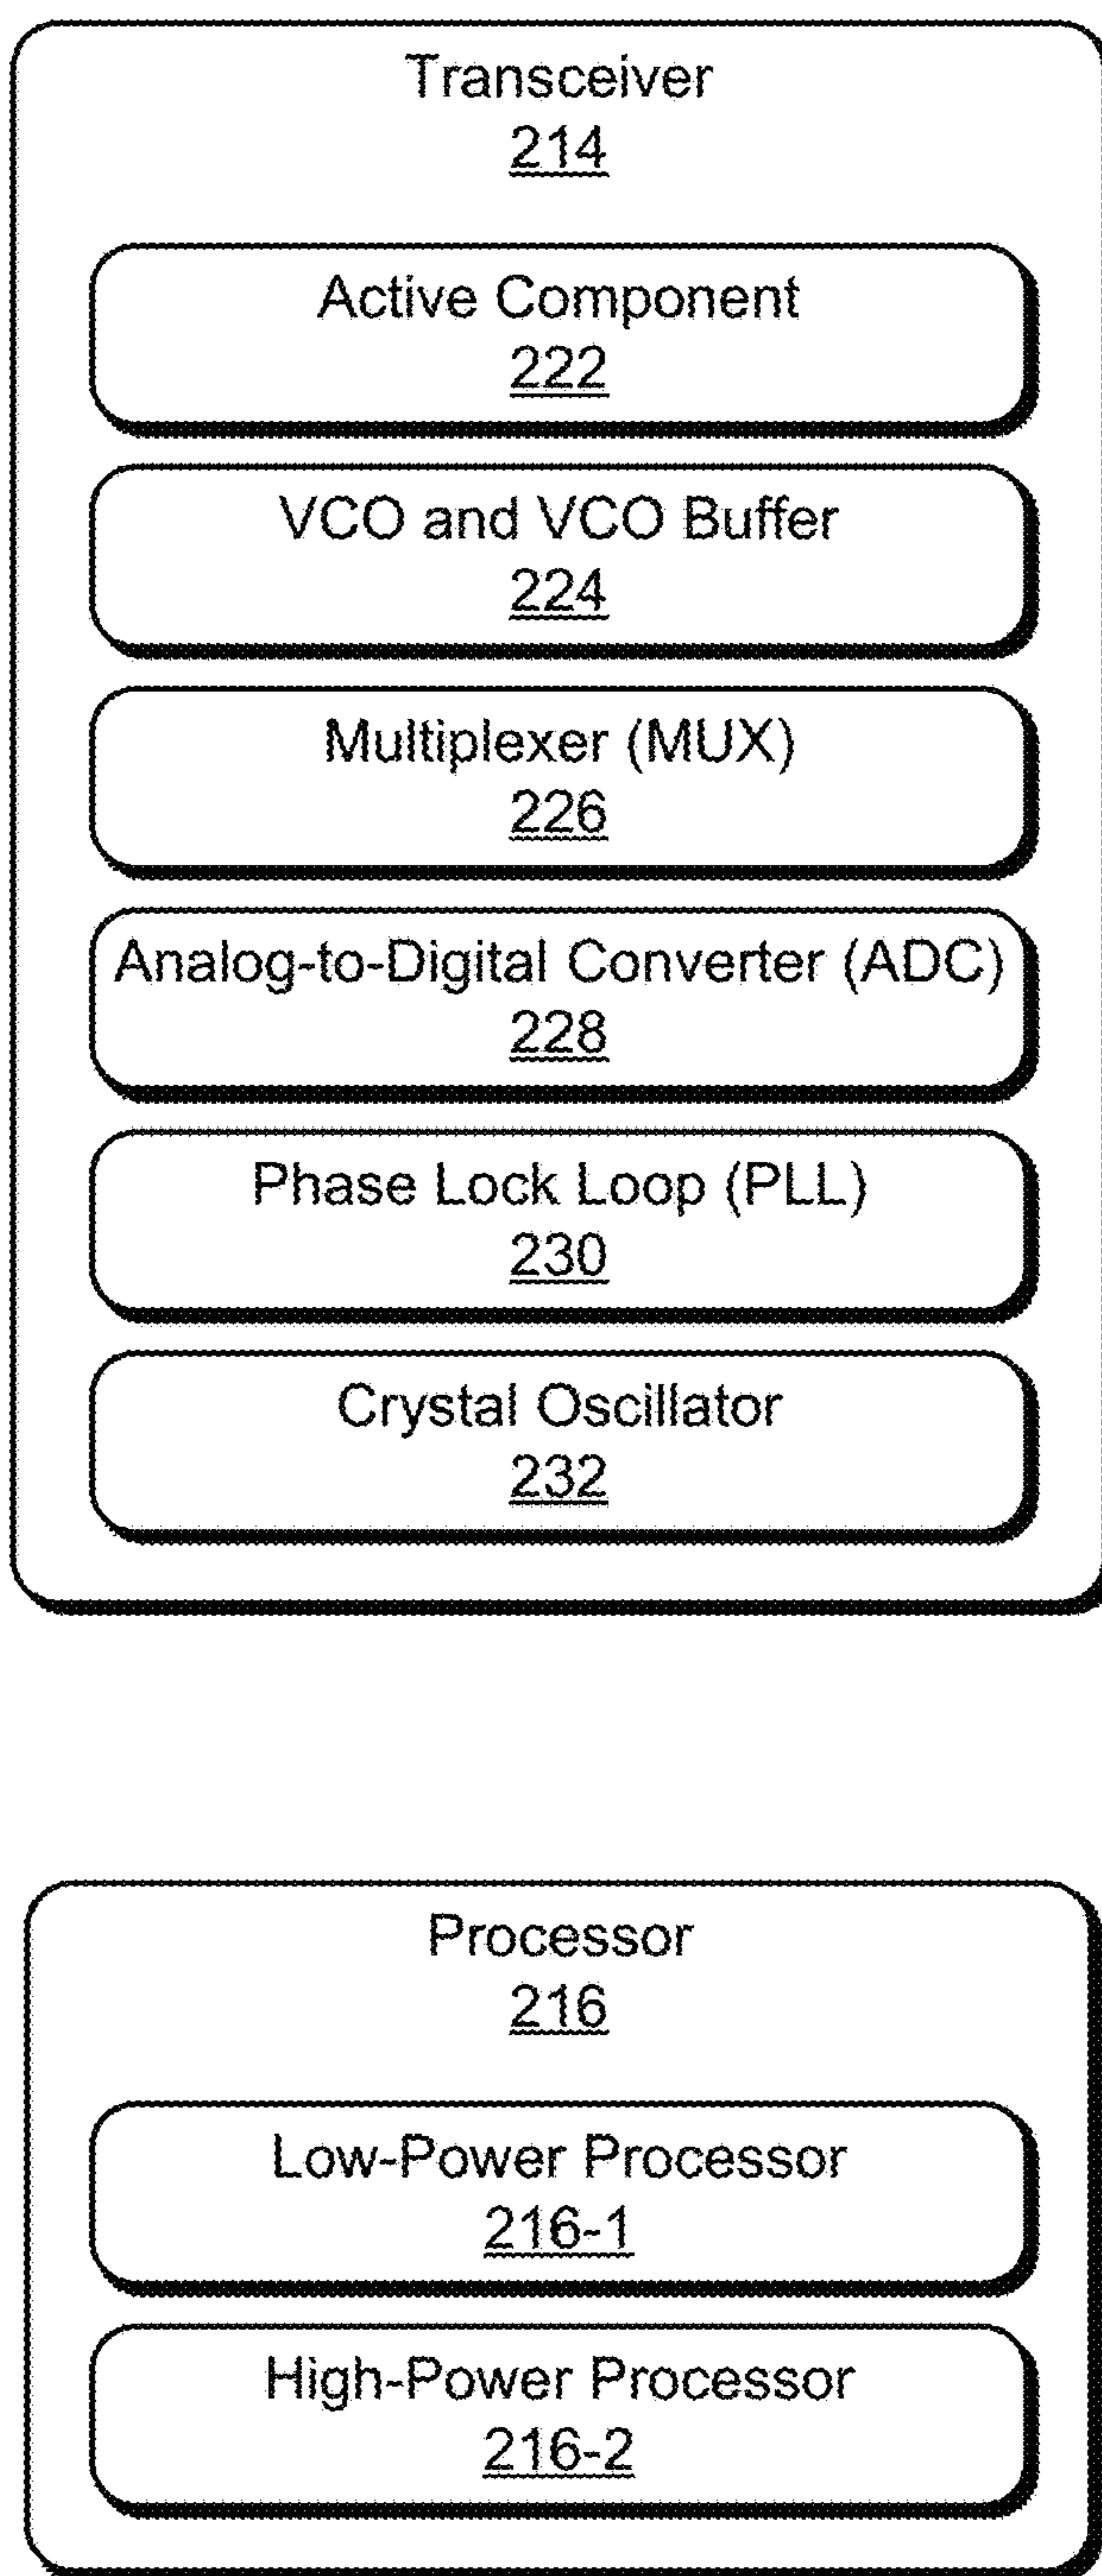 Transceiver
214
Active Component
222
VCO and VCO Buffer
224
Multiplexer (MUX)
226
Analog-to-Digital Converter (ADC)
228
Phase Lock Loop (PLL)
230
Crystal Oscillator
232
Processor
216
Low-Power Processor
216-1
High-Power Processor
216-2